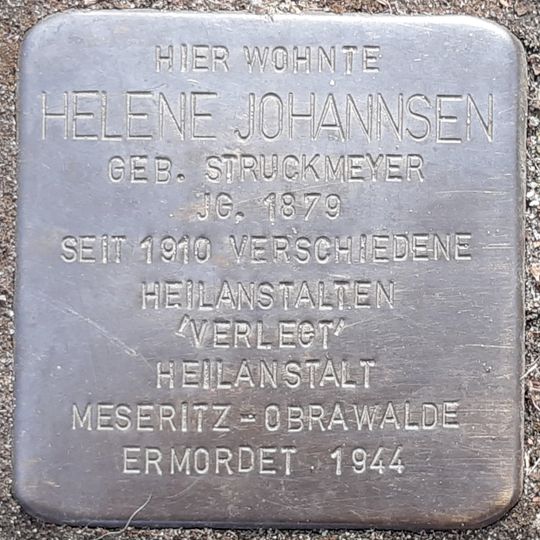 HIER WOHNTE
HELENE JOHANNSEN
GEB. STRUCKMEYER
JG. 1879
SEIT 1910 VERSCHIEDENE
HEILANSTALTEN
'VERLEGT'
HEILANSTALT
MESERITZ-OBRAWALDE
ERMORDET 1944